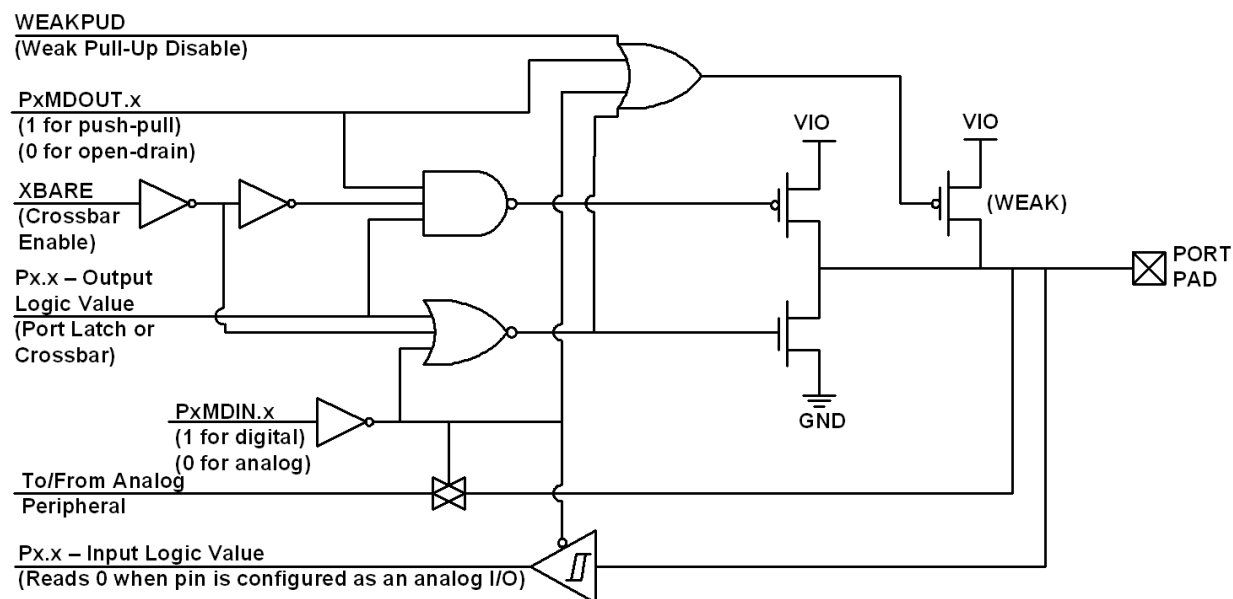 WEAKPUD
(Weak Pull-Up Disable)
PxMDOUT.x
(1 for push-pull)
(0 for open-drain)
XBARE
(Crossbar
Enable)
Px.x – Output
Logic Value
(Port Latch or
Crossbar)
PxMDIN.x
(1 for digital)
(0 for analog)
To/From Analog
Peripheral
Px.x – Input Logic Value
(Reads 0 when pin is configured as an analog I/O)
VIO
VIO
(WEAK)
PORT
PAD
GND